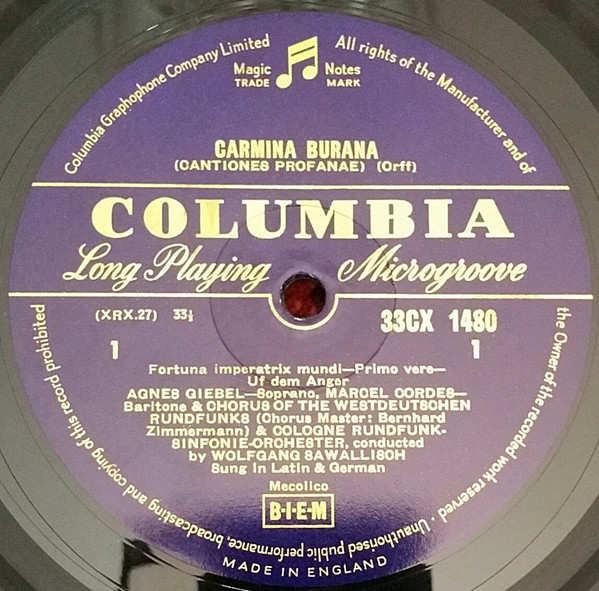 Columbia Graphophone Company Limited
All rights of the Manufacturer and of
the Owner of the recorded work reserved · Unauthorised public performance, broadcasting and copying of this record prohibited
Magic Notes
TRADE MARK
CARMINA BURANA
(CANTIONES PROFANAE) (Orff)
COLUMBIA
Long Playing Microgroove
(XRX.27) 33⅓ 33CX 1480
1 1
Fortuna imperatrix mundi—Primo vere—
Uf dem Anger
AGNES GIEBEL—Soprano, MARCEL CORDES—
Baritone & CHORUS OF THE WESTDEUTSCHEN
RUNDFUNKS (Chorus Master: Bernhard
Zimmermann) & COLOGNE RUNDFUNK-
SINFONIE-ORCHESTER, conducted
by WOLFGANG SAWALLISCH
Sung in Latin & German
Mecolico
B·I·E·M
MADE IN ENGLAND